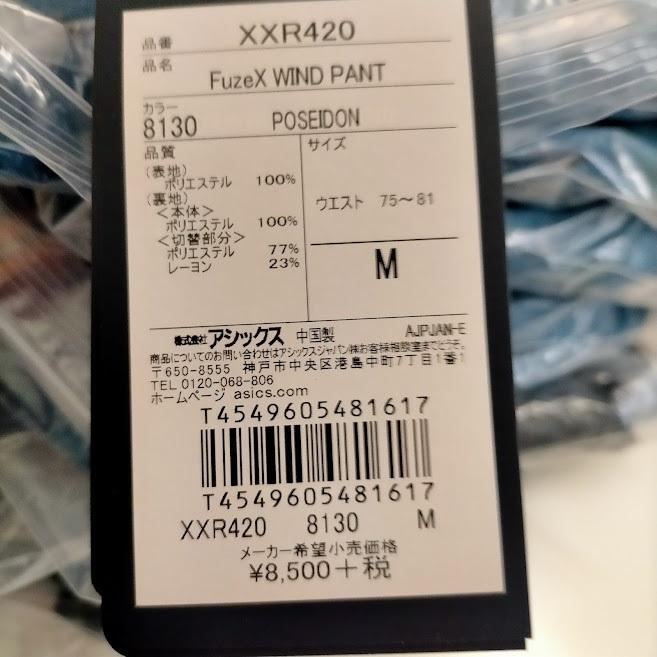 品番 XXR420
品名 FuzeX WIND PANT
カラー
8130 POSEIDON
品質
(表地)
ポリエステル 100%
(裏地)
<本体>
ポリエステル 100%
<切替部分>
ポリエステル 77%
レーヨン 23%
サイズ
ウエスト 75〜81
M
株式会社アシックス 中国製 AJPJAN-E
商品についてのお問い合わせはアシックスジャパン㈱お客様相談室までどうぞ。
〒650-8555 神戸市中央区港島中町7丁目1番1
TEL 0120-068-806
ホームページ asics.com
T4549605481617
T4549605481617
XXR420 8130 M
メーカー希望小売価格
¥8,500+税